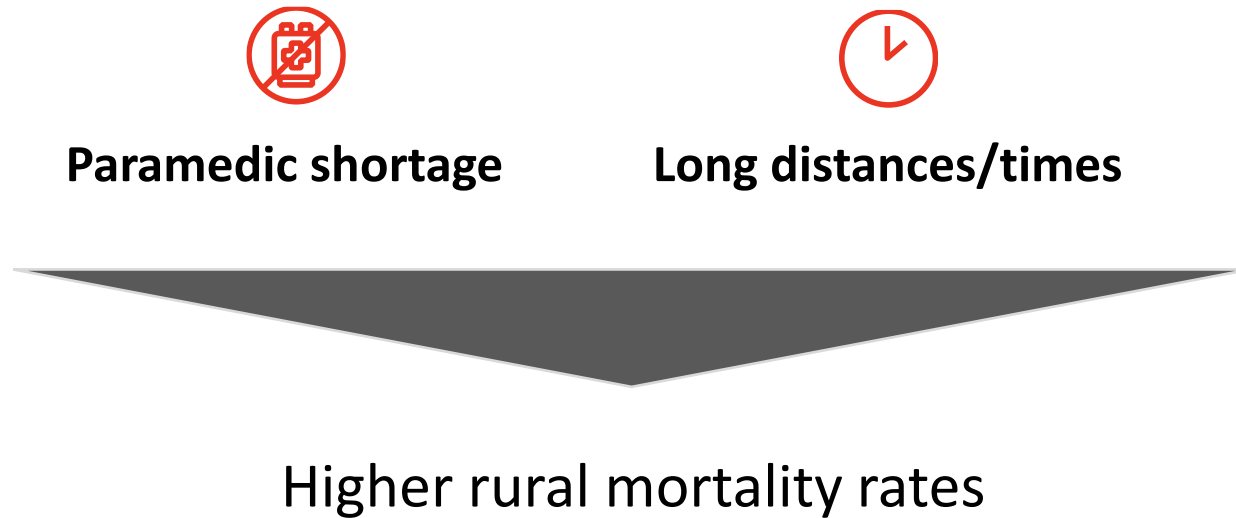 Paramedic shortage
Long distances/times
Higher rural mortality rates